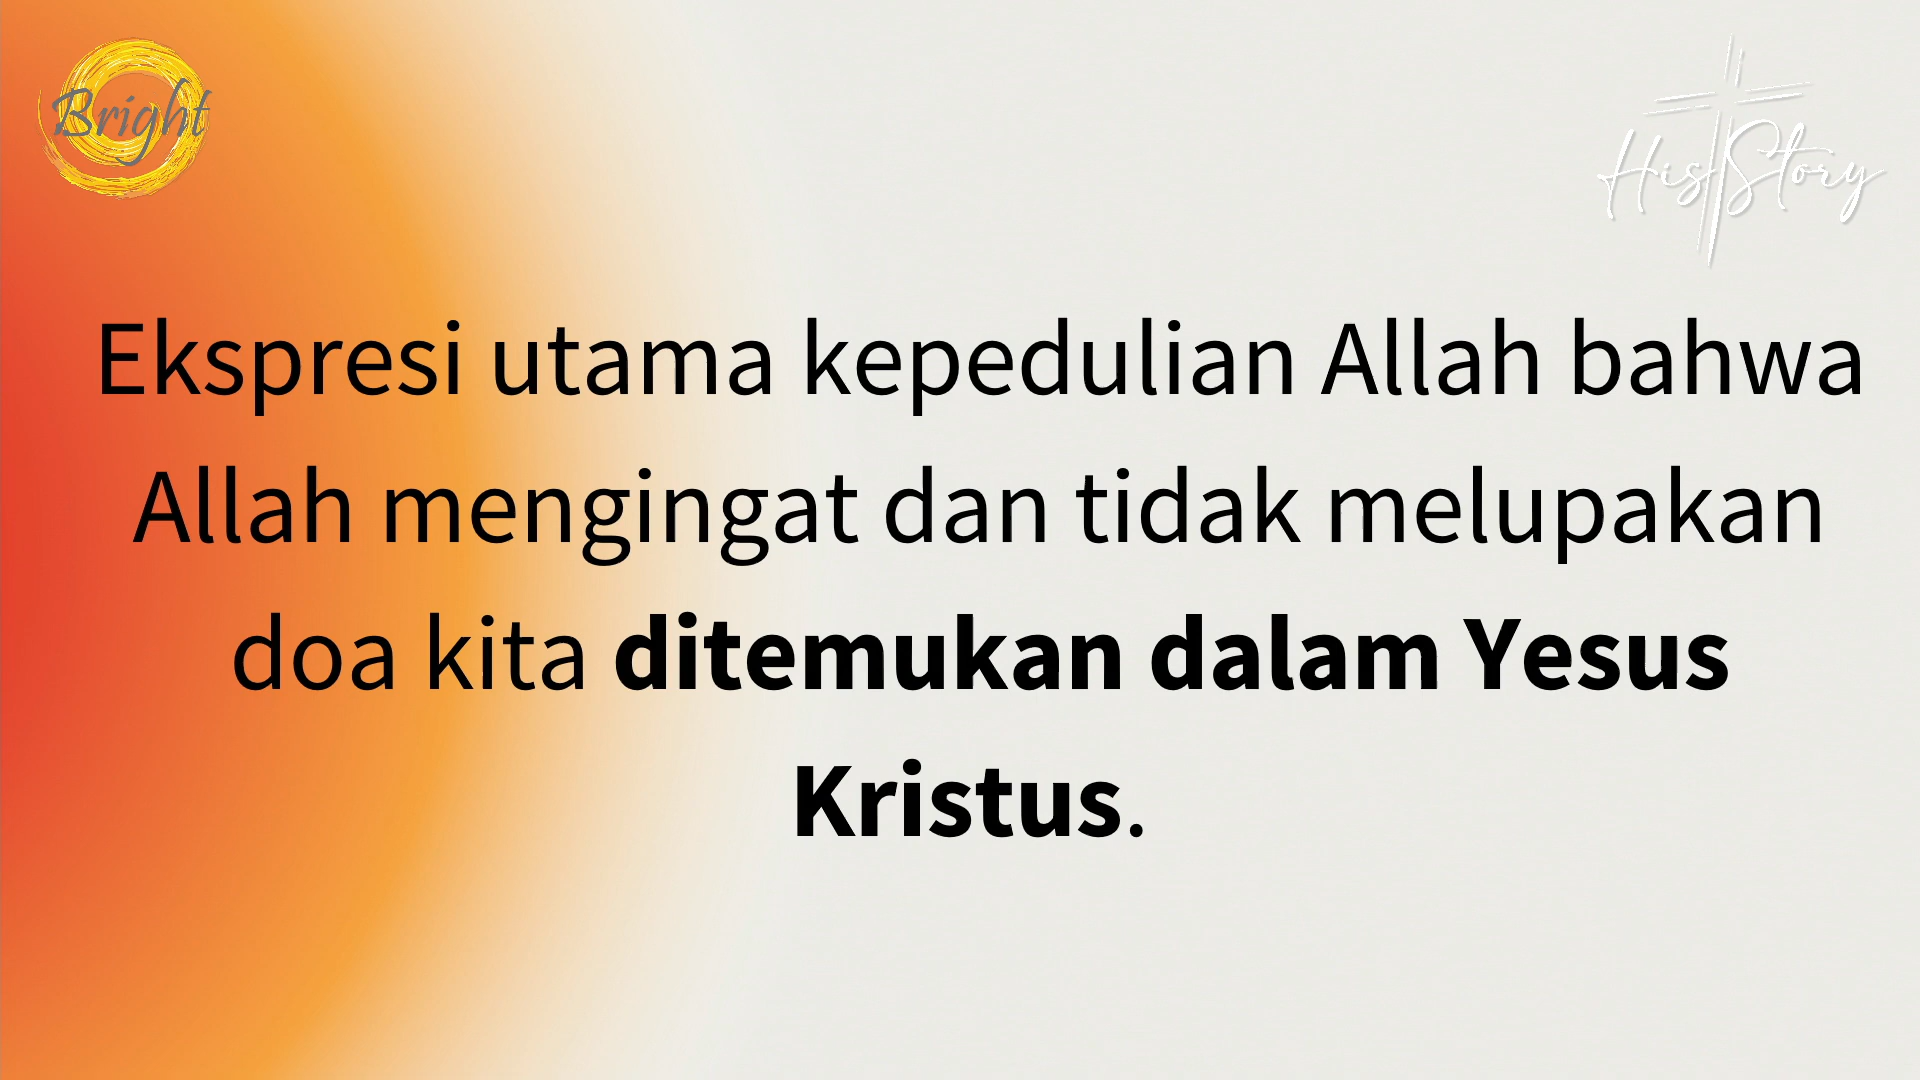 Bright
His Story
Ekspresi utama kepedulian Allah bahwa
Allah mengingat dan tidak melupakan
doa kita ditemukan dalam Yesus
Kristus.